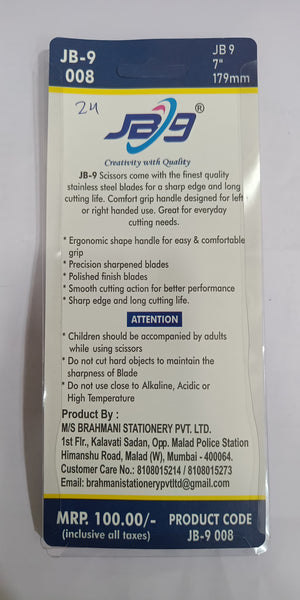 JB-9
008
JB 9
7"
179mm
24
JB9®
Creativity with Quality
JB-9 Scissors come with the finest quality
stainless steel blades for a sharp edge and long
cutting life. Comfort grip handle designed for left
or right handed use. Great for everyday
cutting needs.
* Ergonomic shape handle for easy & comfortable
grip
* Precision sharpened blades
* Polished finish blades
* Smooth cutting action for better performance
* Sharp edge and long cutting life.
ATTENTION
* Children should be accompanied by adults
while using scissors
* Do not cut hard objects to maintain the
sharpness of Blade
* Do not use close to Alkaline, Acidic or
High Temperature
Product By :
M/S BRAHMANI STATIONERY PVT. LTD.
1st Flr., Kalavati Sadan, Opp. Malad Police Station
Himanshu Road, Malad (W), Mumbai - 400064.
Customer Care No.: 8108015214 / 8108015273
Email: brahmanistationerypvtltd@gmail.com
MRP. 100.00/-
(inclusive all taxes)
PRODUCT CODE
JB-9 008